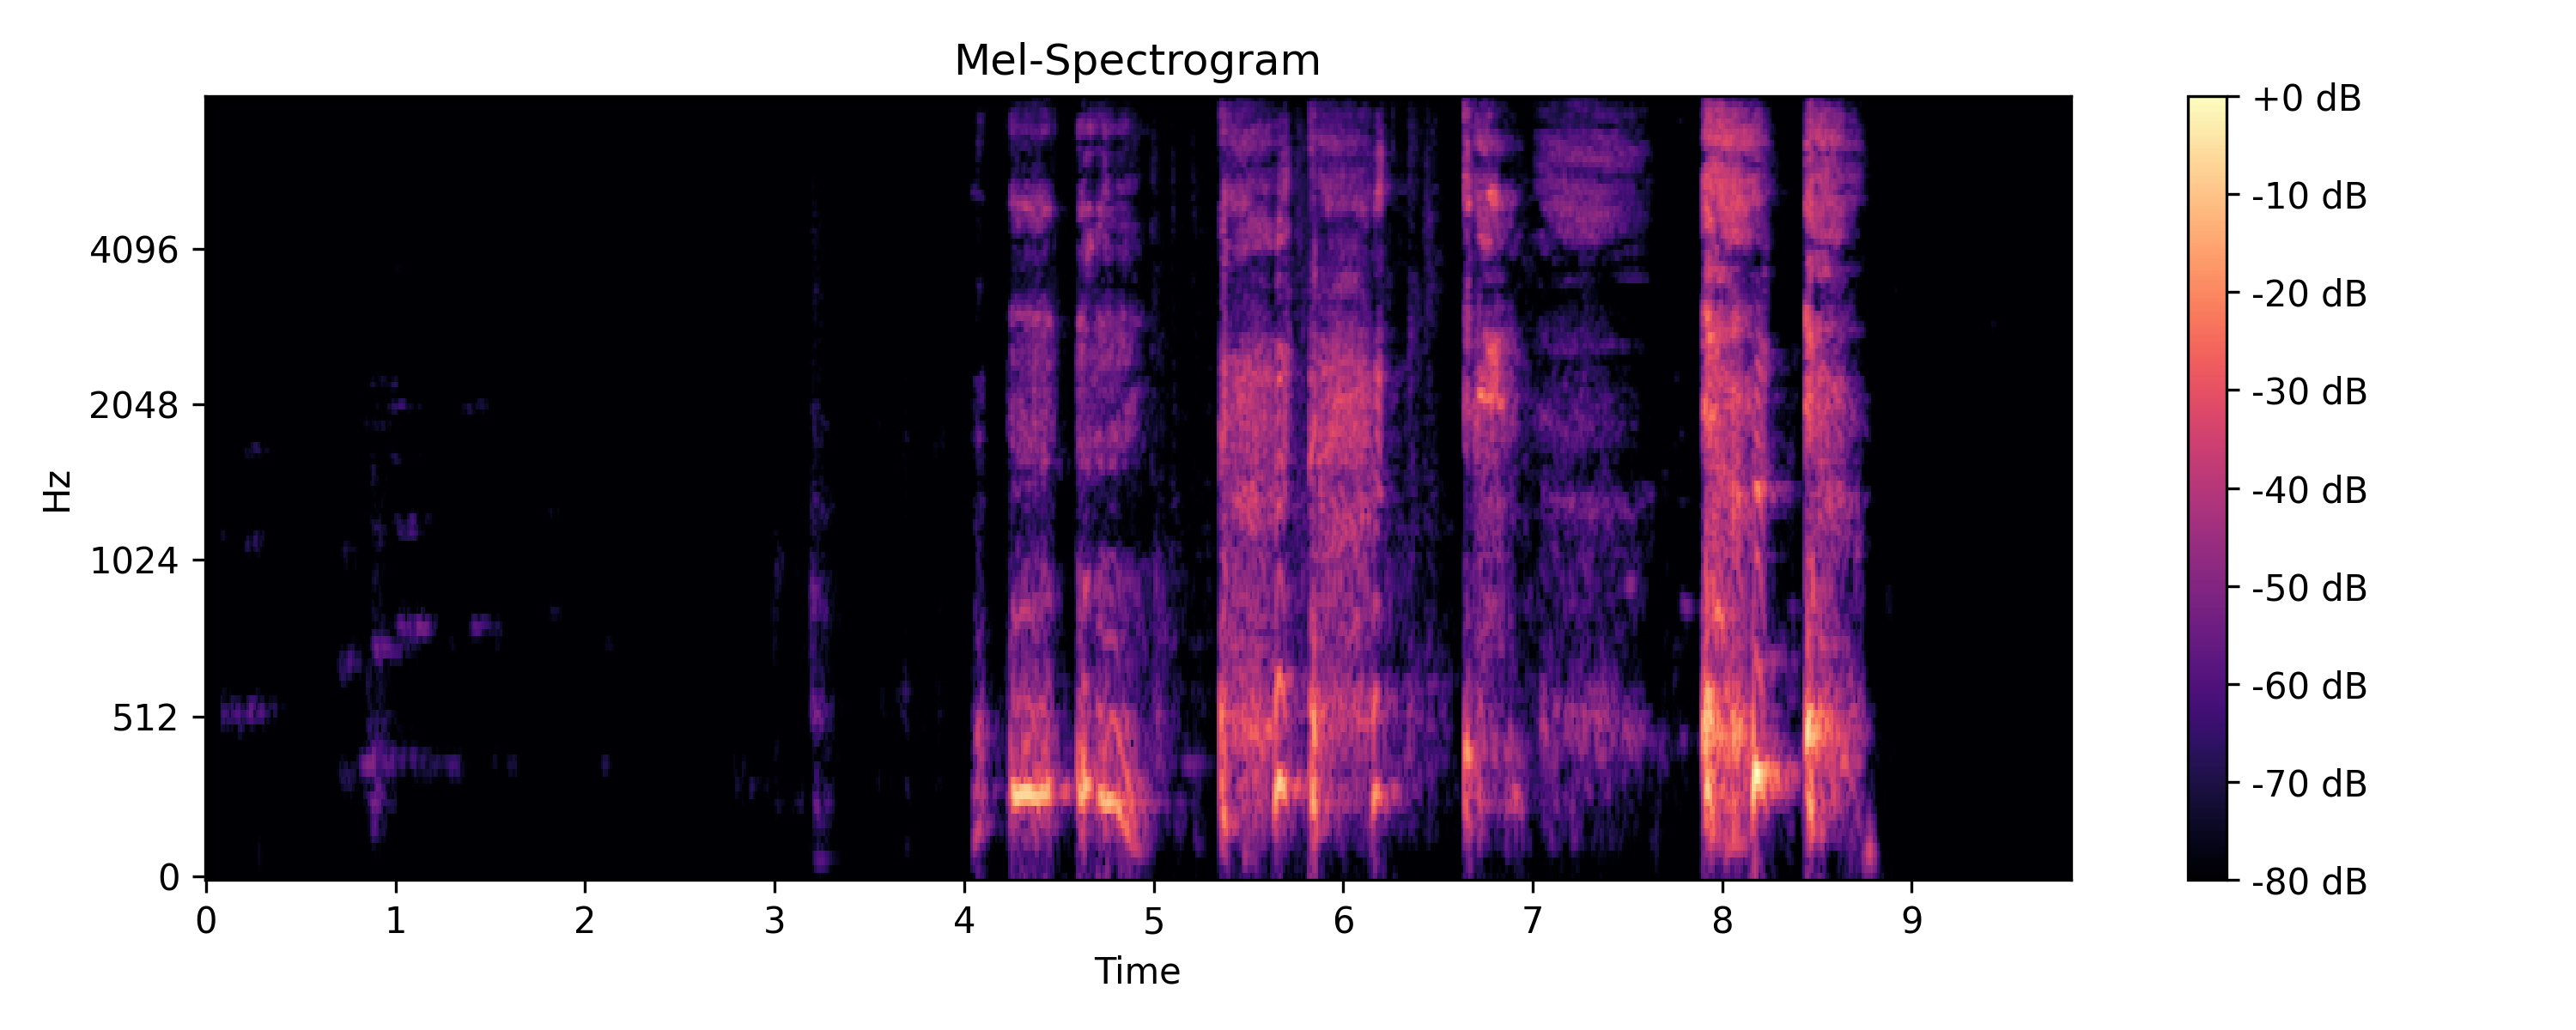 Mel-Spectrogram
+0 dB
-10 dB
-20 dB
-30 dB
-40 dB
-50 dB
-60 dB
-70 dB
-80 dB
Hz
4096
2048
1024
512
0
0 1 2 3 4 5 6 7 8 9
Time